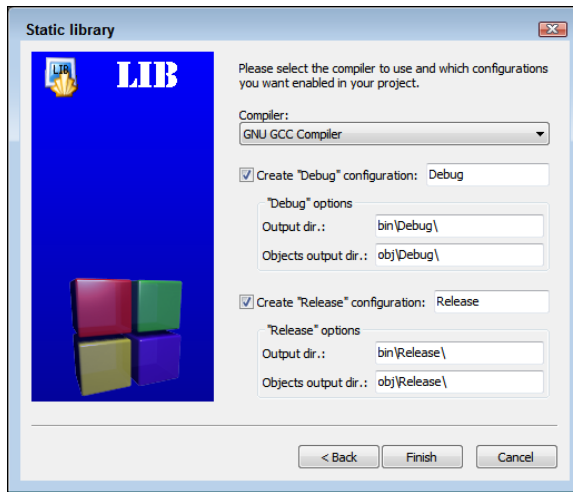 Static library
LIB
LIB
Please select the compiler to use and which configurations
you want enabled in your project.
Compiler:
GNU GCC Compiler
Create "Debug" configuration: Debug
"Debug" options
Output dir.: bin\Debug\
Objects output dir.: obj\Debug\
Create "Release" configuration: Release
"Release" options
Output dir.: bin\Release\
Objects output dir.: obj\Release\
< Back Finish Cancel